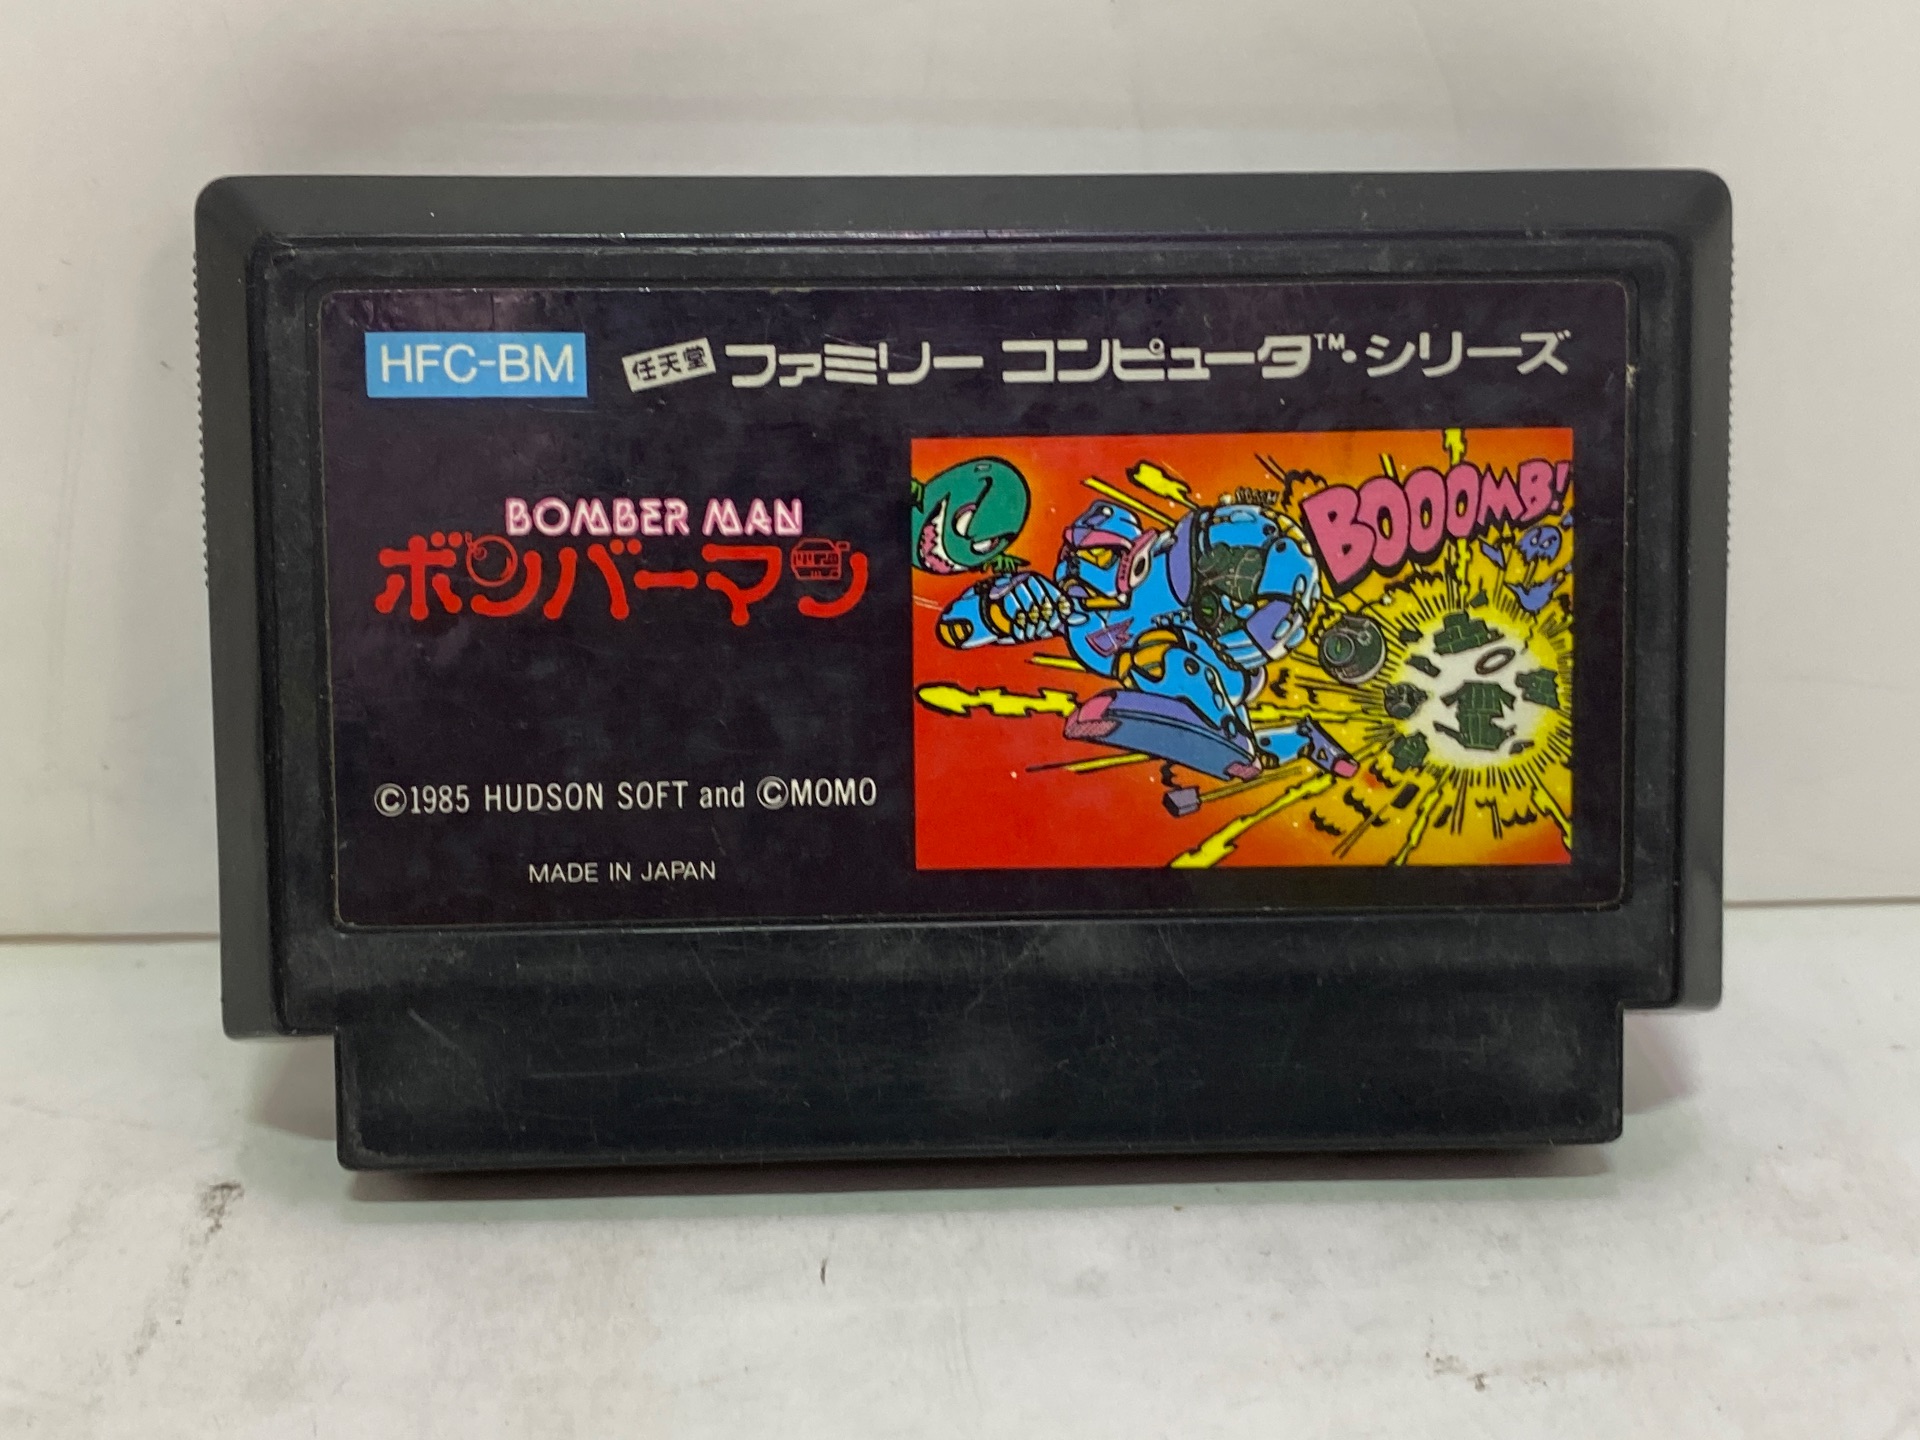 HFC-BM
任天堂 ファミリー コンピュータ™・シリーズ
BOOOMB!
BOMBER MAN
ボンバーマン
©1985 HUDSON SOFT and ©MOMO
MADE IN JAPAN